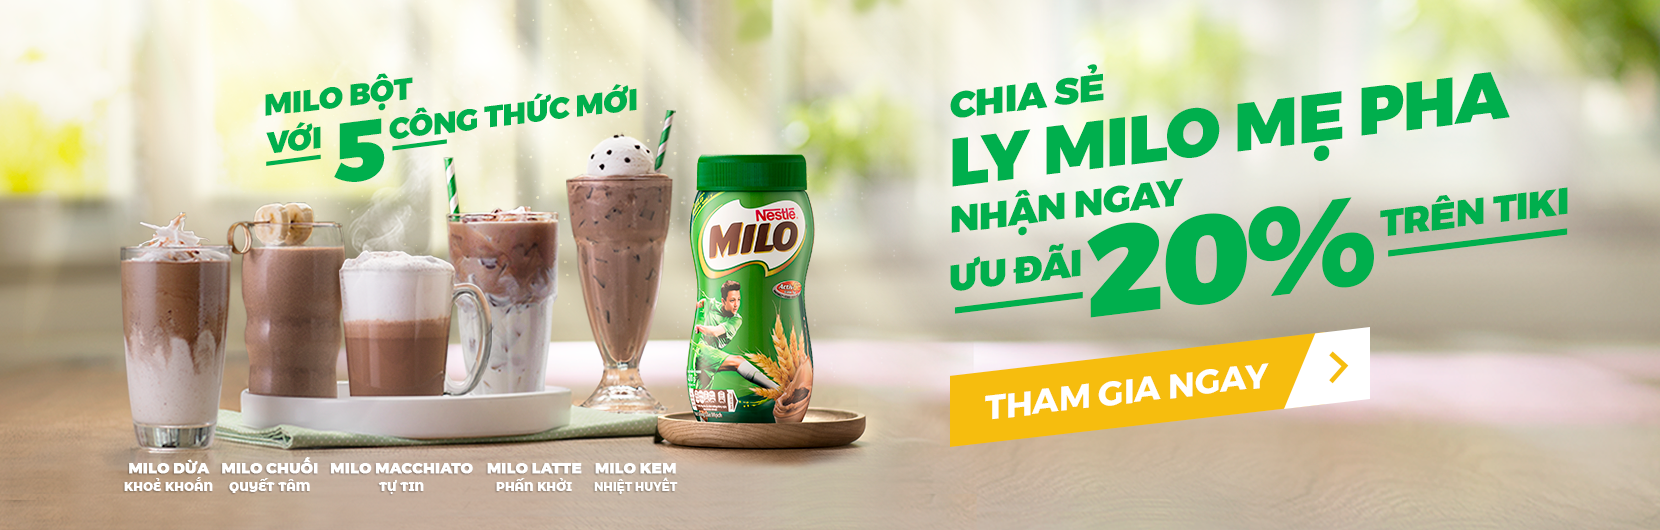 MILO BỘT
VỚI 5 CÔNG THỨC MỚI
Nestlé
MILO
MILO DỪA
KHOẺ KHOẮN
MILO CHUỐI
QUYẾT TÂM
MILO MACCHIATO
TỰ TIN
MILO LATTE
PHẤN KHỞI
MILO KEM
NHIỆT HUYẾT
CHIA SẺ
LY MILO MẸ PHA
NHẬN NGAY
ƯU ĐÃI 20% TRÊN TIKI
THAM GIA NGAY